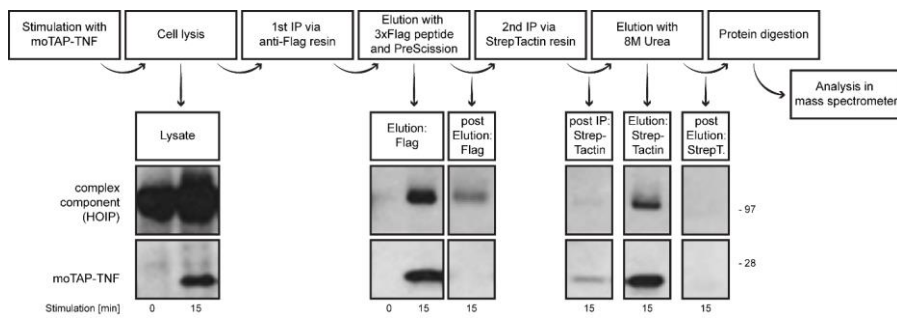 Stimulation with
moTAP-TNF
Cell lysis
1st IP via
anti-Flag resin
Elution with
3xFlag peptide
and PreScission
2nd IP via
StrepTactin resin
Elution with
8M Urea
Protein digestion
Analysis in
mass spectrometer
Lysate
Elution:
Flag
post
Elution:
Flag
post IP:
Strep-
Tactin
Elution:
Strep-
Tactin
post
Elution:
StrepT.
complex
component
(HOIP)
- 97
moTAP-TNF
- 28
Stimulation [min] 0 15 0 15 15 15 15 15